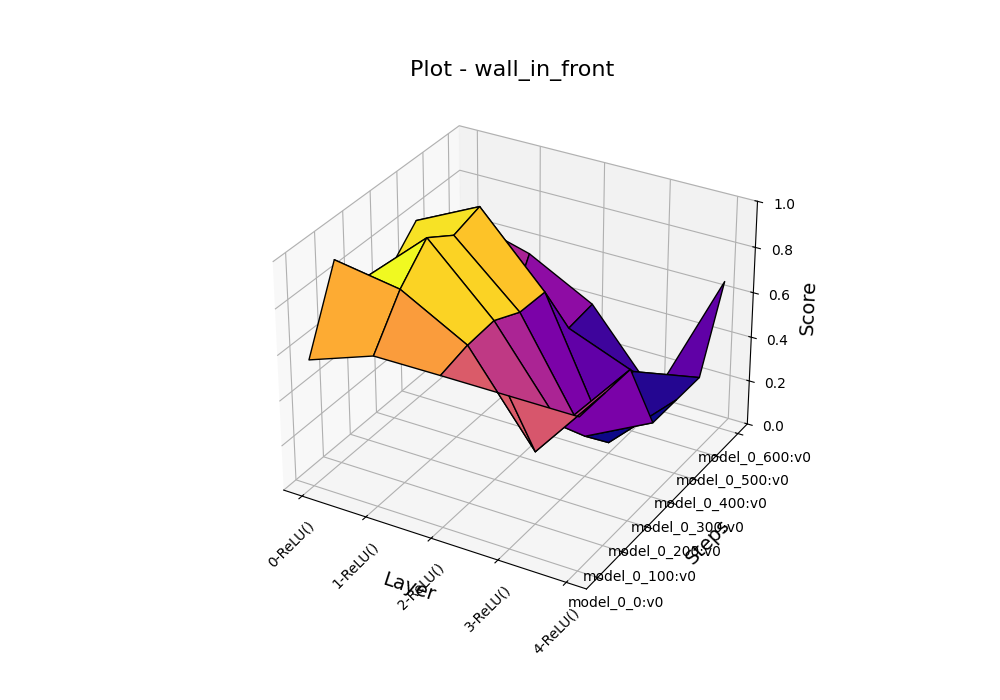 Plot - wall_in_front
1.0
0.8
0.6
0.4
0.2
0.0
Score
model_0_600:v0
model_0_500:v0
model_0_400:v0
model_0_300:v0
model_0_200:v0
model_0_100:v0
model_0_0:v0
Steps
0-ReLU()
1-ReLU()
2-ReLU()
3-ReLU()
4-ReLU()
Layer